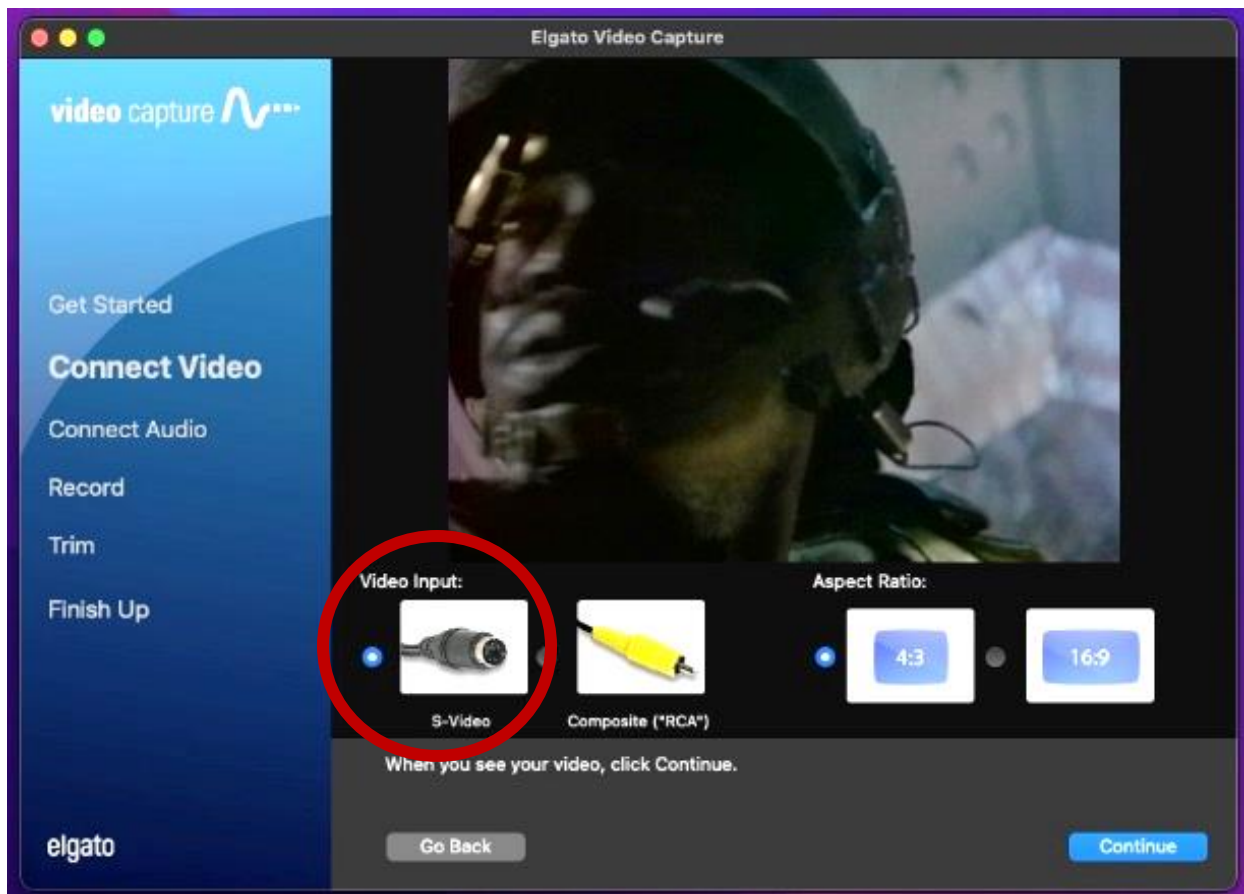 Elgato Video Capture
video capture
Get Started
Connect Video
Connect Audio
Record
Trim
Finish Up
elgato
Video Input:
S-Video
Composite ("RCA")
Aspect Ratio:
4:3
16:9
When you see your video, click Continue.
Go Back
Continue